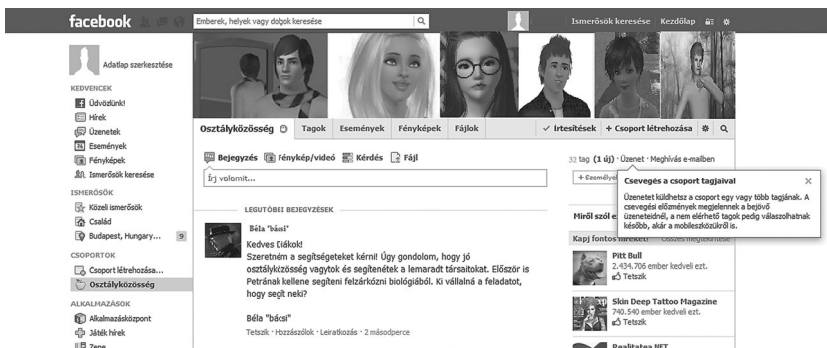 facebook
Emberek, helyek vagy dolgok keresése
Ismerősök keresése Kezdőlap
Adatlap szerkesztése
KEDVENCEK
Üdvözlünk!
Hírek
Üzenetek
Események
Fényképek
Ismerősök keresése
ISMERŐSÖK
Közeli ismerősök
Család
Budapest, Hungary... 9
CSOPORTOK
Csoport létrehozása...
Osztályközösség
ALKALMAZÁSOK
Alkalmazásközpont
Játék hírek
Zene
Osztályközösség Tagok Események Fényképek Fájlok ✓ Értesítések + Csoport létrehozása
Bejegyzés Fénykép/videó Kérdés Fájl
Írj valamit...
LEGUTÓBBI BEJEGYZÉSEK
Béla "bácsi"
Kedves Diákok!
Szeretném a segítségeteket kérni! Úgy gondolom, hogy jó
osztályközösség vagytok és segítenétek a lemaradt társaitokat. Először is
Petrának kellene segíteni felzárkózni biológiából. Ki vállalná a feladatot,
hogy segít neki?
Béla "bácsi"
Tetszik · Hozzászólok · Leiratkozás · 2 másodperce
32 tag (1 új) · Üzenet · Meghívás e-mailben
Csevegés a csoport tagjaival
Üzenetet küldhetsz a csoport egy vagy több tagjának. A
csevegési előzmények megjelennek a bejövő
üzeneteidnél, a nem elérhető tagok pedig válaszolhatnak
később, akár a mobileszközükről is.
Miről szól
Kapj fontos híreket! Összes megtekintése
Pitt Bull
2.434.706 ember kedveli ezt.
Tetszik
Skin Deep Tattoo Magazine
740.540 ember kedveli ezt.
Tetszik
Realitatea.NET